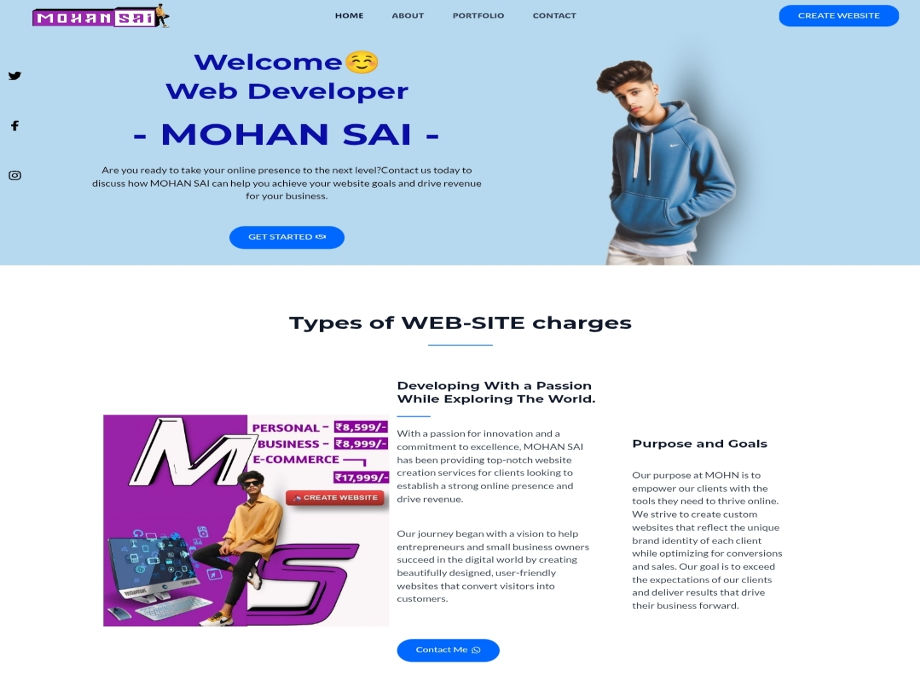 MOHAN SAI
HOME
ABOUT
PORTFOLIO
CONTACT
CREATE WEBSITE
Welcome☺️
Web Developer
- MOHAN SAI -
Are you ready to take your online presence to the next level?Contact us today to
discuss how MOHAN SAI can help you achieve your website goals and drive revenue
for your business.
GET STARTED
Types of WEB-SITE charges
M
PERSONAL - ₹8,599/-
BUSINESS - ₹8,999/-
E-COMMERCE
₹17,999/-
CREATE WEBSITE
S
Developing With a Passion
While Exploring The World.
With a passion for innovation and a
commitment to excellence, MOHAN SAI
has been providing top-notch website
creation services for clients looking to
establish a strong online presence and
drive revenue.
Our journey began with a vision to help
entrepreneurs and small business owners
succeed in the digital world by creating
beautifully designed, user-friendly
websites that convert visitors into
customers.
Contact Me
Purpose and Goals
Our purpose at MOHN is to
empower our clients with the
tools they need to thrive online.
We strive to create custom
websites that reflect the unique
brand identity of each client
while optimizing for conversions
and sales. Our goal is to exceed
the expectations of our clients
and deliver results that drive
their business forward.